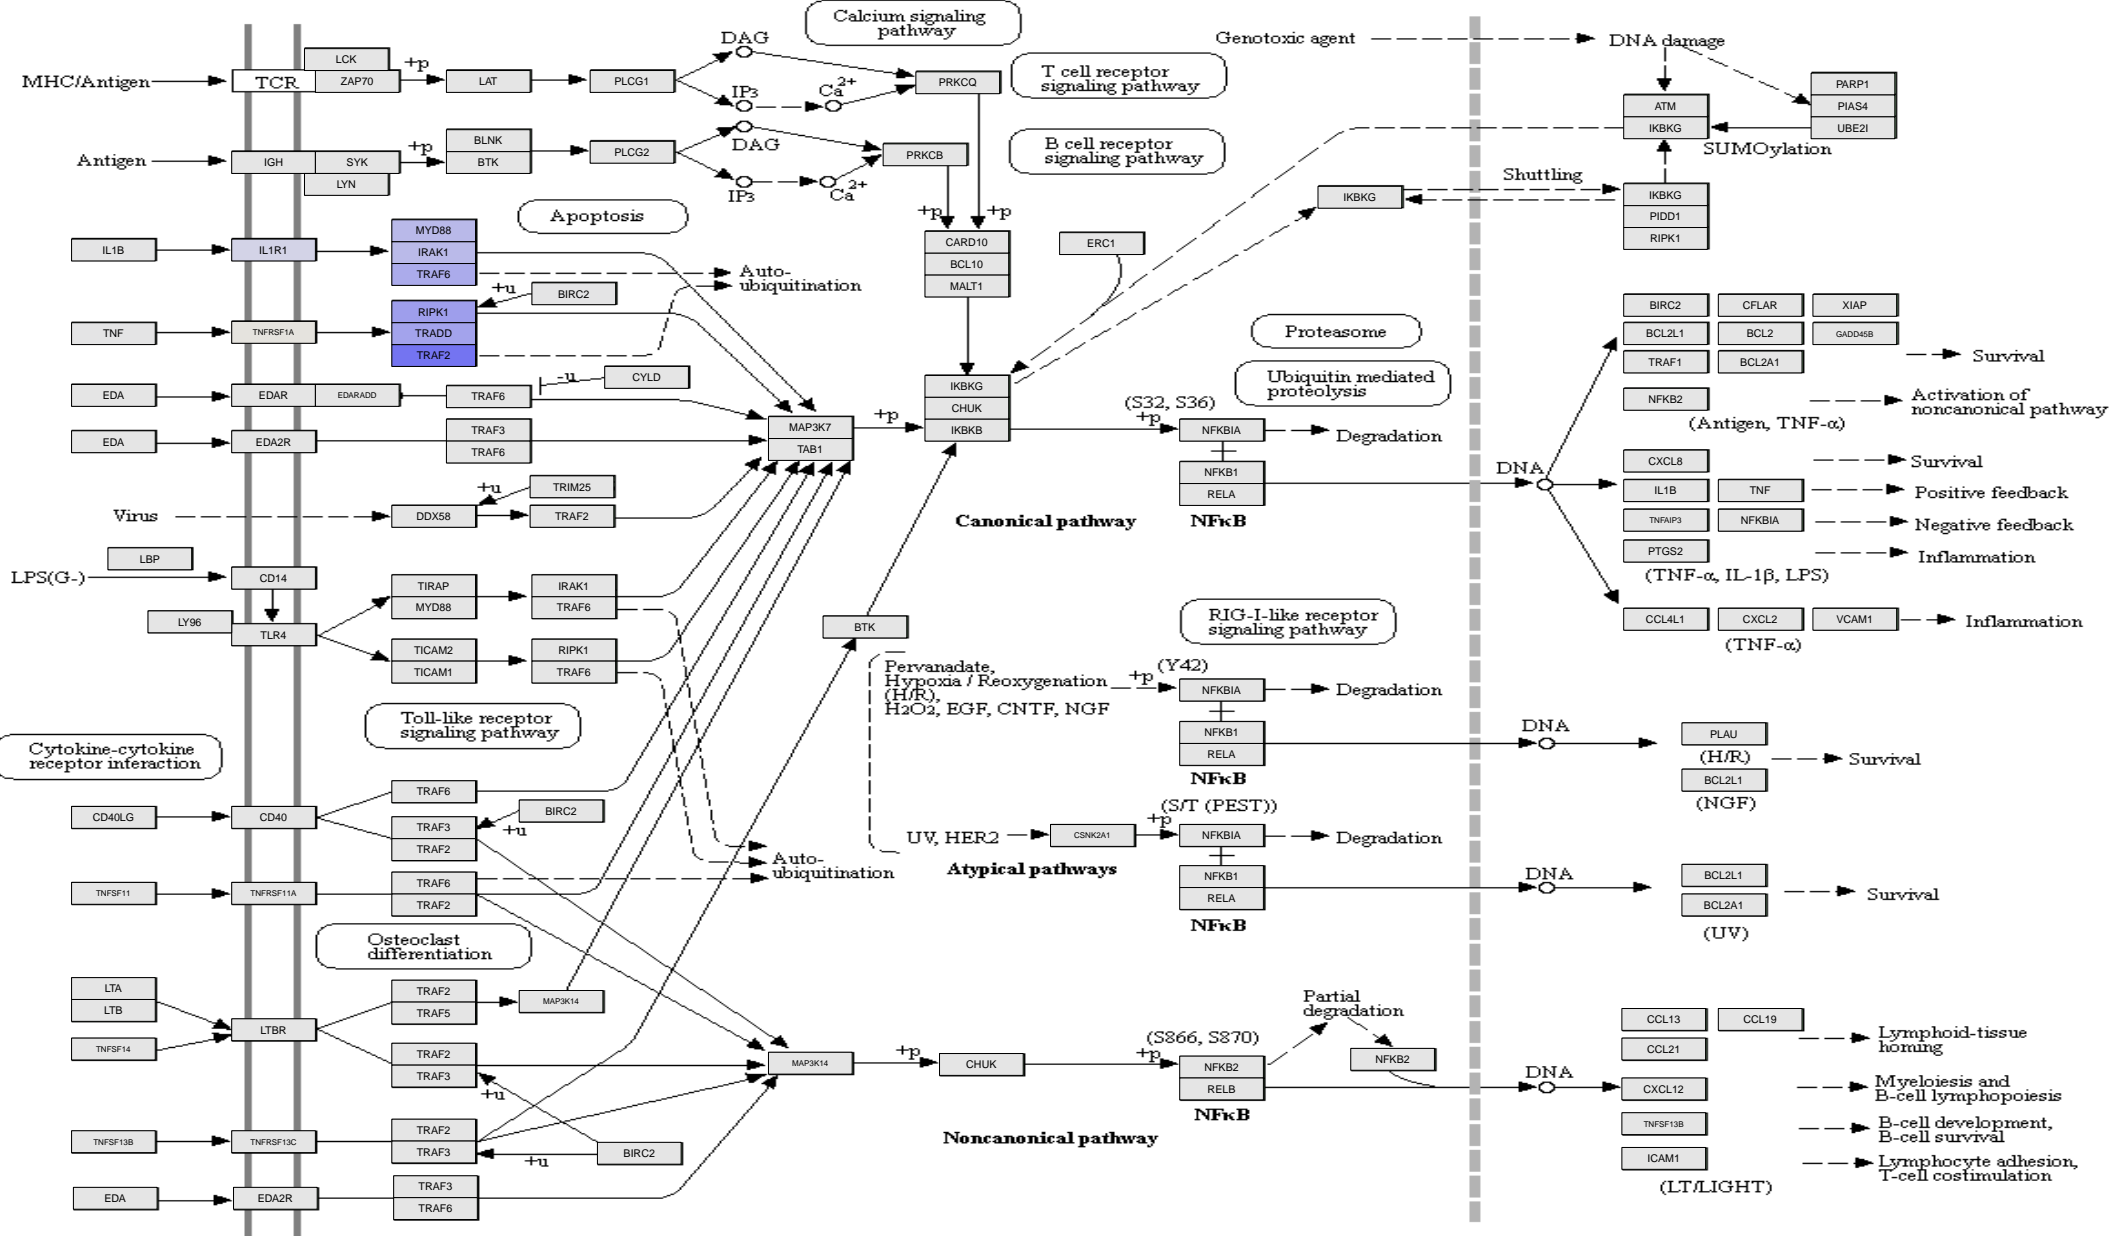 Calcium signaling
pathway
DAG
Genotoxic agent
DNA damage
LCK
+p
MHC/Antigen
TCR
ZAP70
LAT
PLCG1
PRKCQ
T cell receptor
signaling pathway
IP3
Ca2+
PARP1
PIAS4
UBE2I
ATM
IKBKG
SUMOylation
Antigen
IGH
SYK
LYN
+p
BLNK
BTK
PLCG2
DAG
IP3
Ca2+
PRKCB
B cell receptor
signaling pathway
+p
+p
IKBKG
Shuttling
IKBKG
PIDD1
RIPK1
Apoptosis
IL1B
IL1R1
MYD88
IRAK1
TRAF6
Auto-
ubiquitination
CARD10
BCL10
MALT1
ERC1
TNF
TNFRSF1A
RIPK1
TRADD
TRAF2
+u
BIRC2
Proteasome
Ubiquitin mediated
proteolysis
BIRC2
CFLAR
XIAP
BCL2L1
BCL2
GADD45B
TRAF1
BCL2A1
Survival
NFKB2
Activation of
noncanonical pathway
(Antigen, TNF-α)
EDA
EDAR
EDARADD
TRAF6
-u
CYLD
EDA
EDA2R
TRAF3
TRAF6
MAP3K7
TAB1
+p
IKBKG
CHUK
IKBKB
(S32, S36)
+p
NFKBIA
Degradation
NFKB1
RELA
NFκB
Canonical pathway
DNA
CXCL8
Survival
IL1B
TNF
Positive feedback
TNFAIP3
NFKBIA
Negative feedback
PTGS2
Inflammation
(TNF-α, IL-1β, LPS)
CCL4L1
CXCL2
VCAM1
Inflammation
(TNF-α)
Virus
DDX58
+u
TRIM25
TRAF2
LBP
LPS(G-)
CD14
LY96
TLR4
TIRAP
MYD88
IRAK1
TRAF6
TICAM2
TICAM1
RIPK1
TRAF6
BTK
RIG-I-like receptor
signaling pathway
Pervanadate,
Hypoxia / Reoxygenation
(H/R),
H2O2, EGF, CNTF, NGF
+p
(Y42)
NFKBIA
Degradation
NFKB1
RELA
NFκB
DNA
PLAU
(H/R)
BCL2L1
(NGF)
Survival
Toll-like receptor
signaling pathway
Cytokine-cytokine
receptor interaction
CD40LG
CD40
TRAF6
TRAF3
TRAF2
+u
BIRC2
Auto-
ubiquitination
UV, HER2
CSNK2A1
+p
(S/T (PEST))
NFKBIA
Degradation
NFKB1
RELA
NFκB
Atypical pathways
DNA
BCL2L1
BCL2A1
(UV)
Survival
TNFSF11
TNFRSF11A
TRAF6
TRAF2
Osteoclast
differentiation
LTA
LTB
TNFSF14
LTBR
TRAF2
TRAF5
MAP3K14
TRAF2
TRAF3
+u
MAP3K14
+p
CHUK
(S866, S870)
+p
NFKB2
RELB
NFκB
Partial
degradation
NFKB2
DNA
CCL13
CCL19
CCL21
Lymphoid-tissue
homing
CXCL12
Myeloiesis and
B-cell lymphopoiesis
TNFSF13B
B-cell development,
B-cell survival
ICAM1
Lymphocyte adhesion,
T-cell costimulation
(LT/LIGHT)
Noncanonical pathway
TNFSF13B
TNFRSF13C
TRAF2
TRAF3
+u
BIRC2
EDA
EDA2R
TRAF3
TRAF6